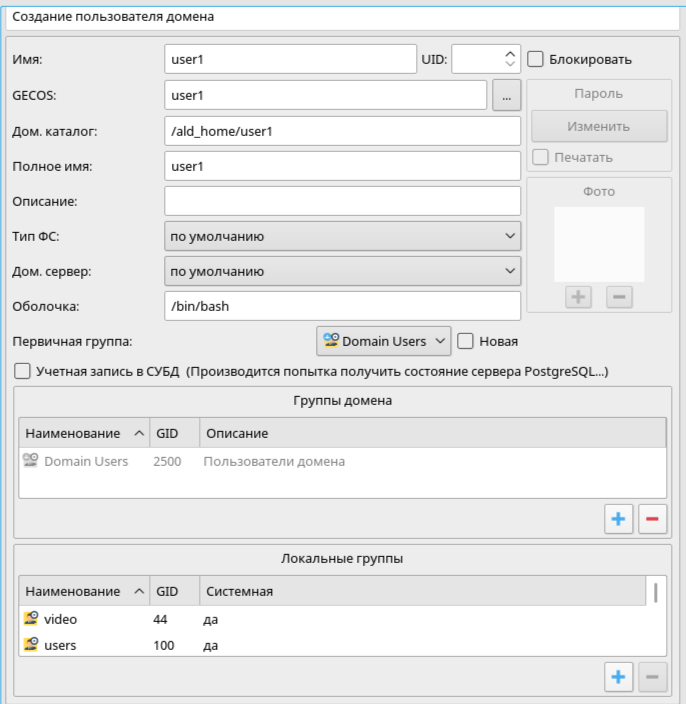 Создание пользователя домена
Имя: user1 UID: Блокировать
GECOS: user1 ... Пароль
Изменить
Дом. каталог: /ald_home/user1
Печатать
Полное имя: user1
Фото
Описание:
Тип ФС: по умолчанию
Дом. сервер: по умолчанию
Оболочка: /bin/bash
Первичная группа: Domain Users Новая
Учетная запись в СУБД (Производится попытка получить состояние сервера PostgreSQL...)
Группы домена
Наименование GID Описание
Domain Users 2500 Пользователи домена
Локальные группы
Наименование GID Системная
video 44 да
users 100 да